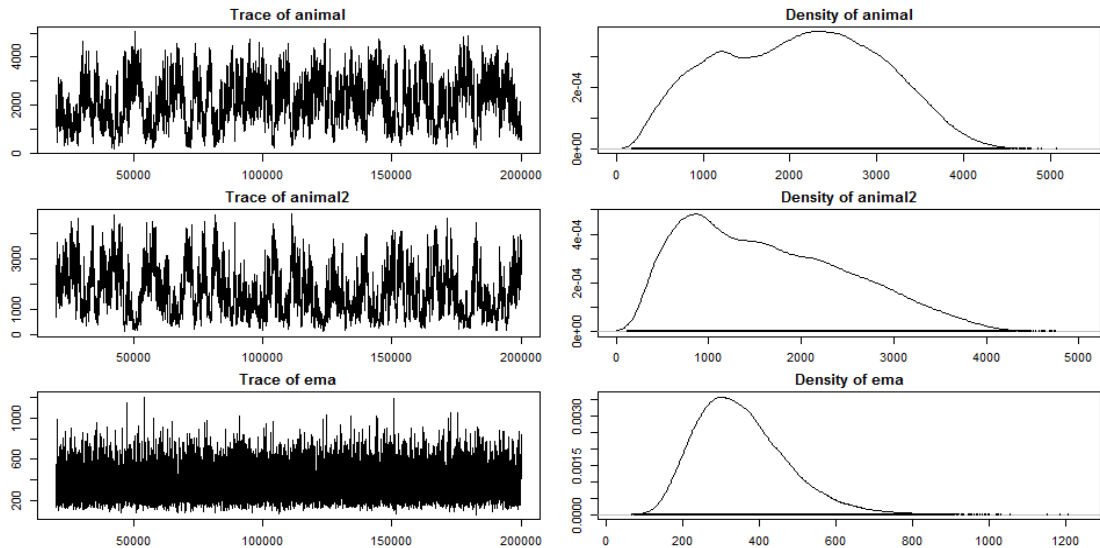 Trace of animal
0 2000 4000
50000 100000 150000 200000
Density of animal
0e+00 2e-04
0 1000 2000 3000 4000 5000
Trace of animal2
0 1000 3000
50000 100000 150000 200000
Density of animal2
0e+00 2e-04 4e-04
0 1000 2000 3000 4000 5000
Trace of ema
200 600 1000
50000 100000 150000 200000
Density of ema
0.0000 0.0015 0.0030
0 200 400 600 800 1000 1200